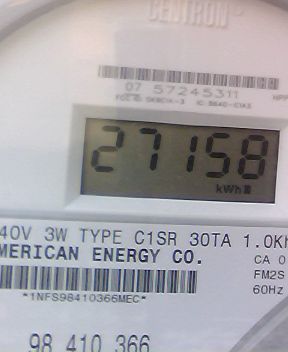 CENTRON®
07 57245311
27158
kWh
40V 3W TYPE C1SR 30TA 1.0Kh
MERICAN ENERGY CO.
CA 0
FM2S
60Hz
*1NFS98410366MEC*
98 410 366